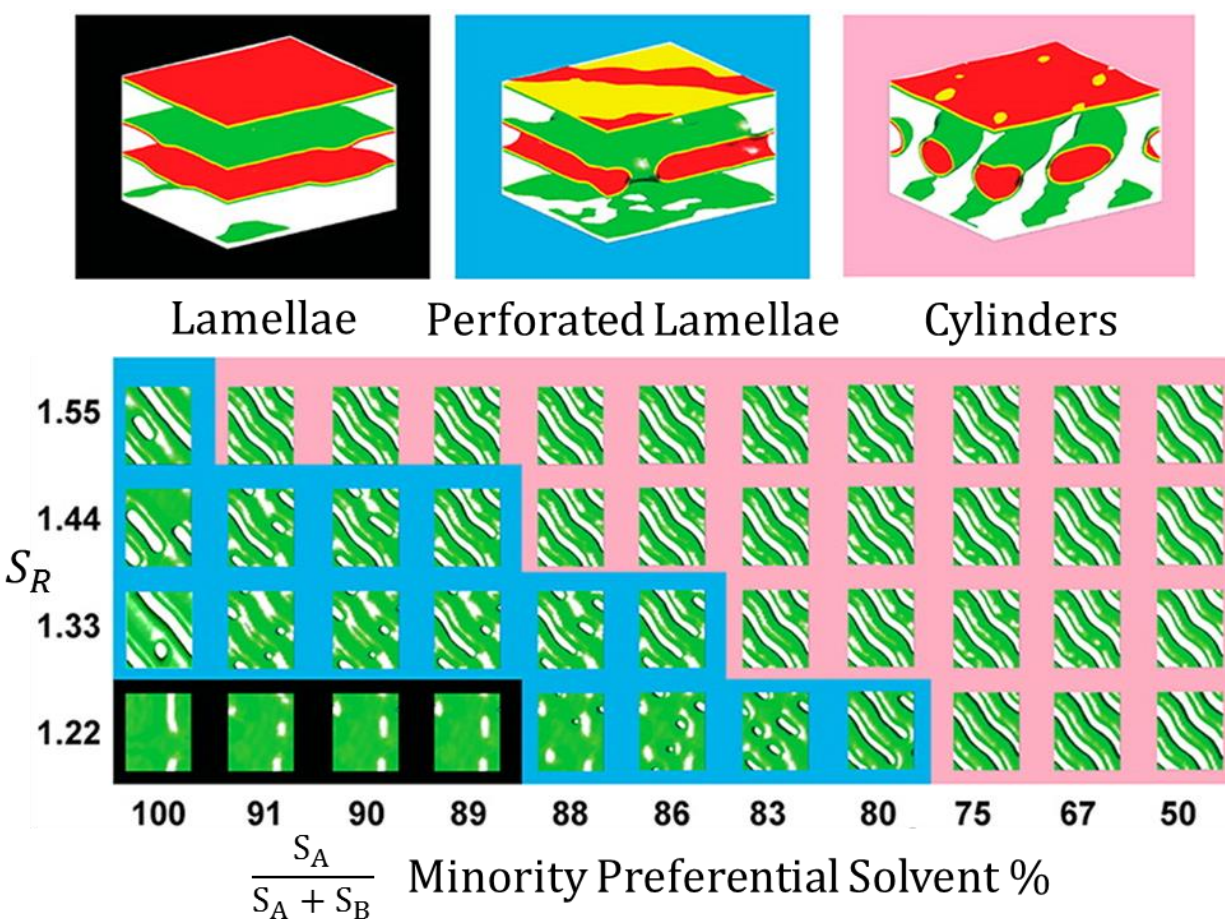 Lamellae Perforated Lamellae Cylinders
1.55
1.44
S_R
1.33
1.22
100 91 90 89 88 86 83 80 75 67 50
S_A
S_A + S_B
Minority Preferential Solvent %